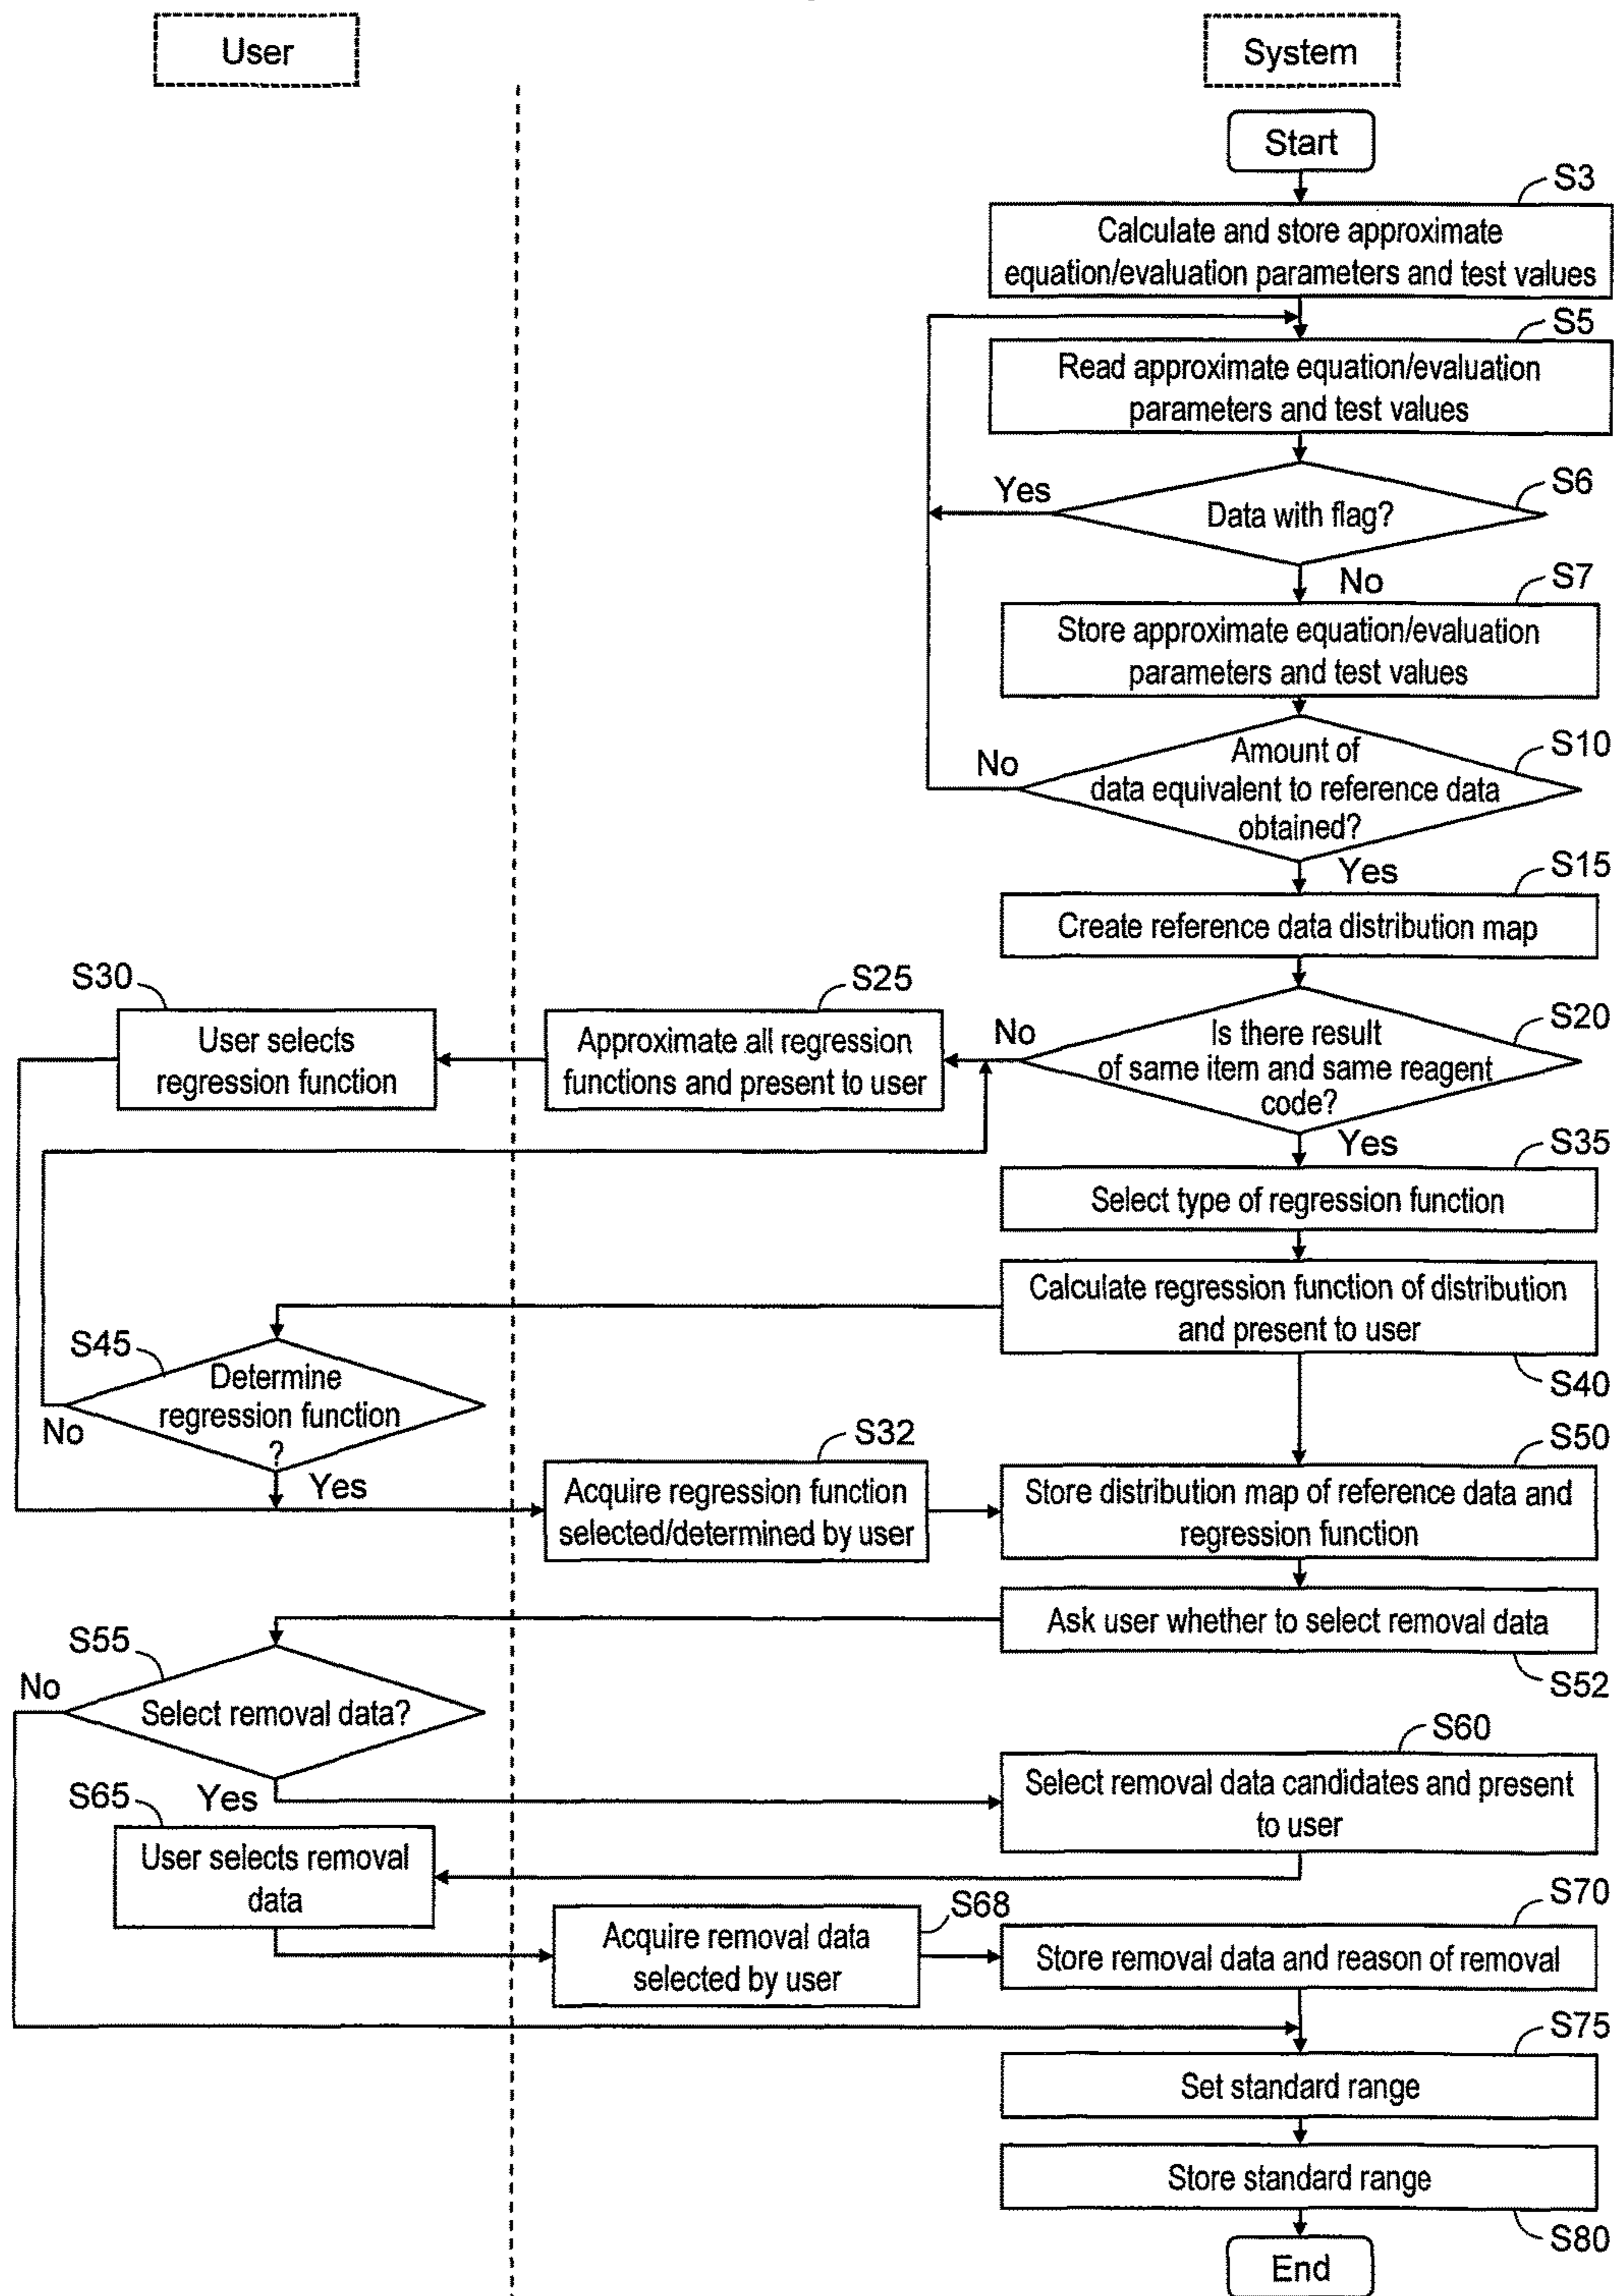 User
System
Start
S3
Calculate and store approximate
equation/evaluation parameters and test values
S5
Read approximate equation/evaluation
parameters and test values
S6
Yes
Data with flag?
No
S7
Store approximate equation/evaluation
parameters and test values
S10
No
Amount of
data equivalent to reference data
obtained?
Yes
S15
Create reference data distribution map
S30
User selects
regression function
S25
Approximate all regression
functions and present to user
S20
No
Is there result
of same item and same reagent
code?
Yes
S35
Select type of regression function
Calculate regression function of distribution
and present to user
S40
S45
Determine
regression function
?
No
Yes
S32
Acquire regression function
selected/determined by user
S50
Store distribution map of reference data and
regression function
Ask user whether to select removal data
S52
S55
No
Select removal data?
Yes
S60
Select removal data candidates and present
to user
S65
User selects removal
data
S68
Acquire removal data
selected by user
S70
Store removal data and reason of removal
S75
Set standard range
Store standard range
S80
End